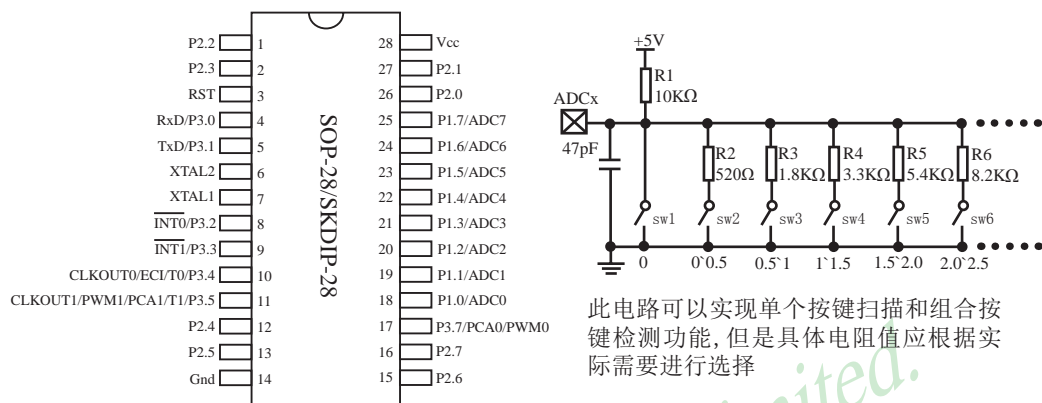 P2.2 1
P2.3 2
RST 3
RxD/P3.0 4
TxD/P3.1 5
XTAL2 6
XTAL1 7
INT0/P3.2 8
INT1/P3.3 9
CLKOUT0/ECI/T0/P3.4 10
CLKOUT1/PWM1/PCA1/T1/P3.5 11
P2.4 12
P2.5 13
Gnd 14
SOP-28/SKDIP-28
28 Vcc
27 P2.1
26 P2.0
25 P1.7/ADC7
24 P1.6/ADC6
23 P1.5/ADC5
22 P1.4/ADC4
21 P1.3/ADC3
20 P1.2/ADC2
19 P1.1/ADC1
18 P1.0/ADC0
17 P3.7/PCA0/PWM0
16 P2.7
15 P2.6
+5V
R1
10KΩ
ADCx
47pF
R2
520Ω
R3
1.8KΩ
R4
3.3KΩ
R5
5.4KΩ
R6
8.2KΩ
sw1 sw2 sw3 sw4 sw5 sw6
0 0~0.5 0.5~1 1~1.5 1.5~2.0 2.0~2.5
此电路可以实现单个按键扫描和组合按
键检测功能,但是具体电阻值应根据实
际需要进行选择
mited.